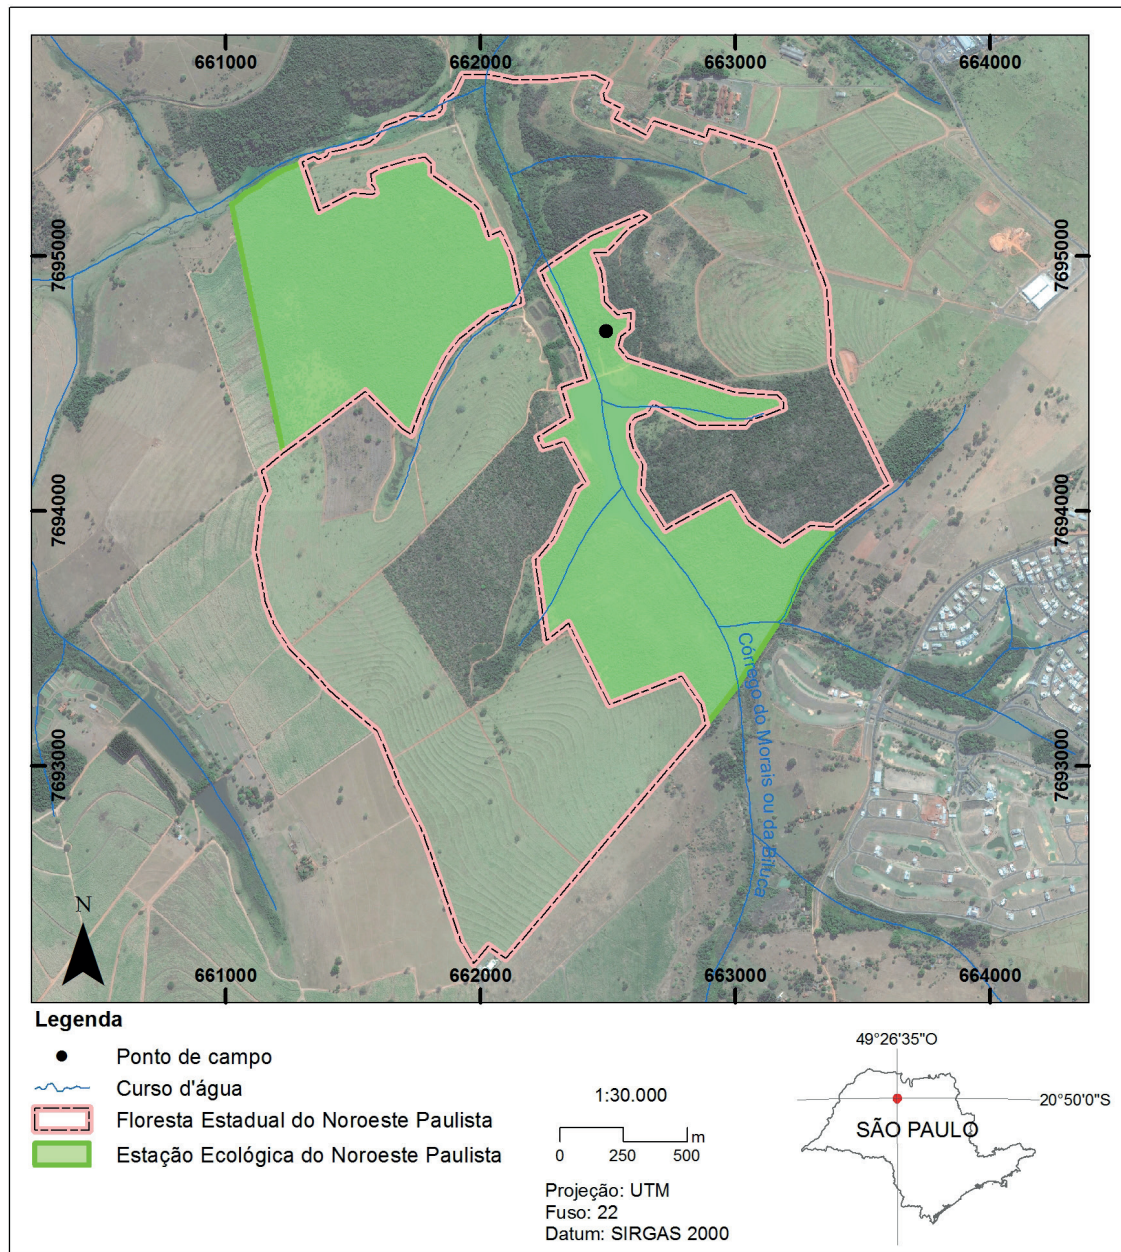 661000 662000 663000 664000
7695000 7695000
7694000 7694000
7693000 7693000
Córrego do Morais ou da Biluca
N
661000 662000 663000 664000
Legenda
Ponto de campo
Curso d'água
Floresta Estadual do Noroeste Paulista
Estação Ecológica do Noroeste Paulista
1:30.000
m
0 250 500
Projeção: UTM
Fuso: 22
Datum: SIRGAS 2000
49°26'35"O
20°50'0"S
SÃO PAULO